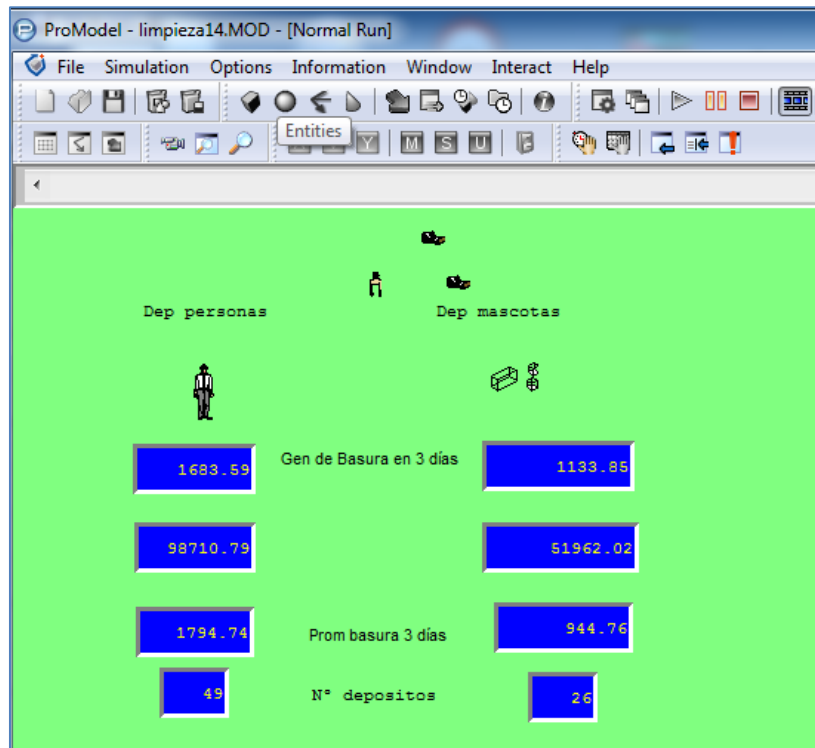 ProModel - limpieza14.MOD - [Normal Run]
File Simulation Options Information Window Interact Help
Entities
Y M S U
Dep personas Dep mascotas
1683.59 Gen de Basura en 3 días 1133.85
98710.79 51962.02
1794.74 Prom basura 3 días 944.76
49 N° depositos 26